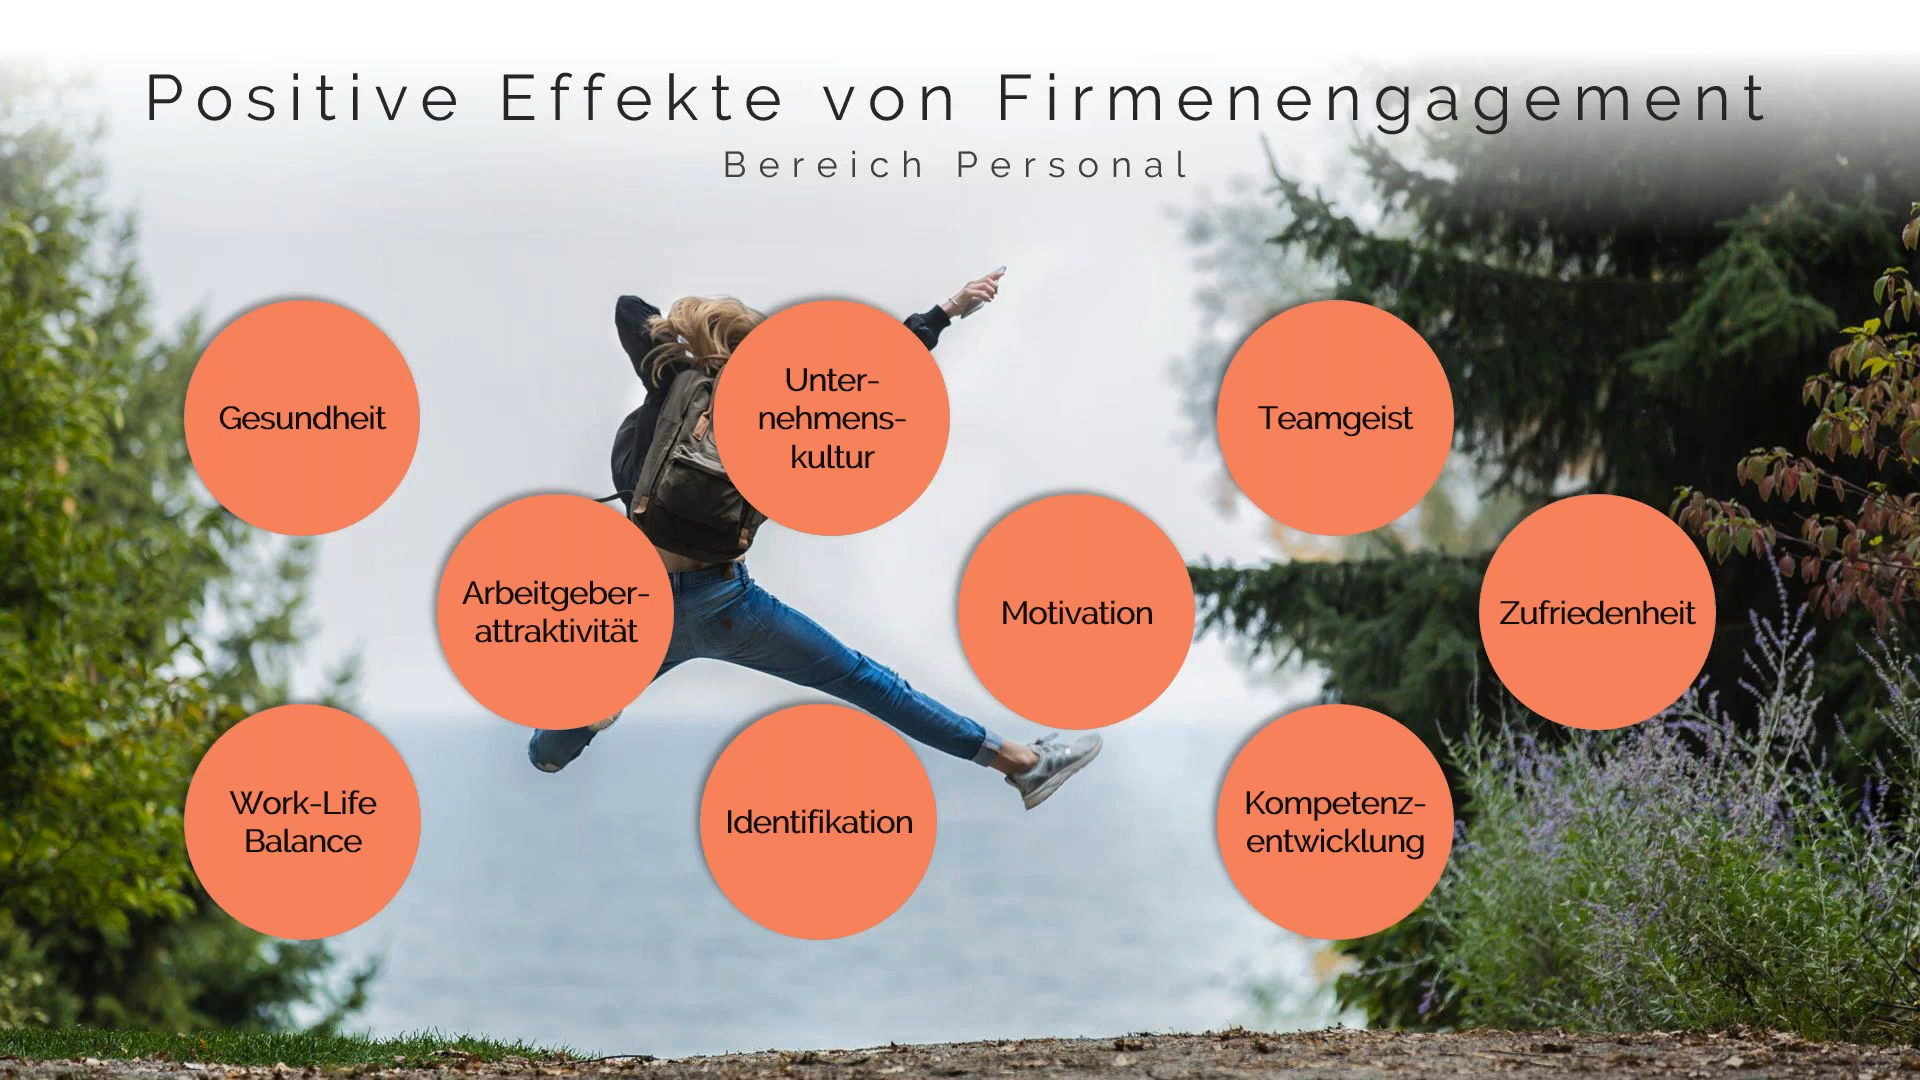 Positive Effekte von Firmenengagement
Bereich Personal
Gesundheit
Unter-
nehmens-
kultur
Teamgeist
Arbeitgeber-
attraktivität
Motivation
Zufriedenheit
Work-Life
Balance
Identifikation
Kompetenz-
entwicklung